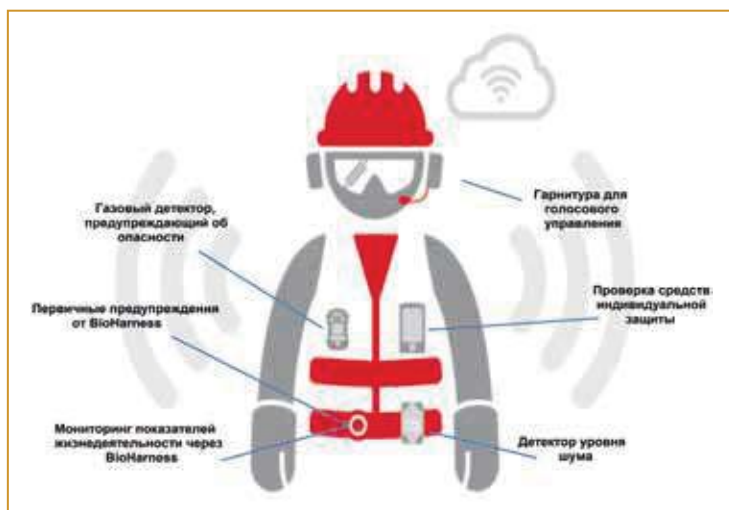 Газовый детектор,
предупреждающий об
опасности
Первичные предупреждения
от BioHarness
Мониторинг показателей
жизнедеятельности через
BioHarness
Гарнитура для
голосового
управления
Проверка средств
индивидуальной
защиты
Детектор уровня
шума